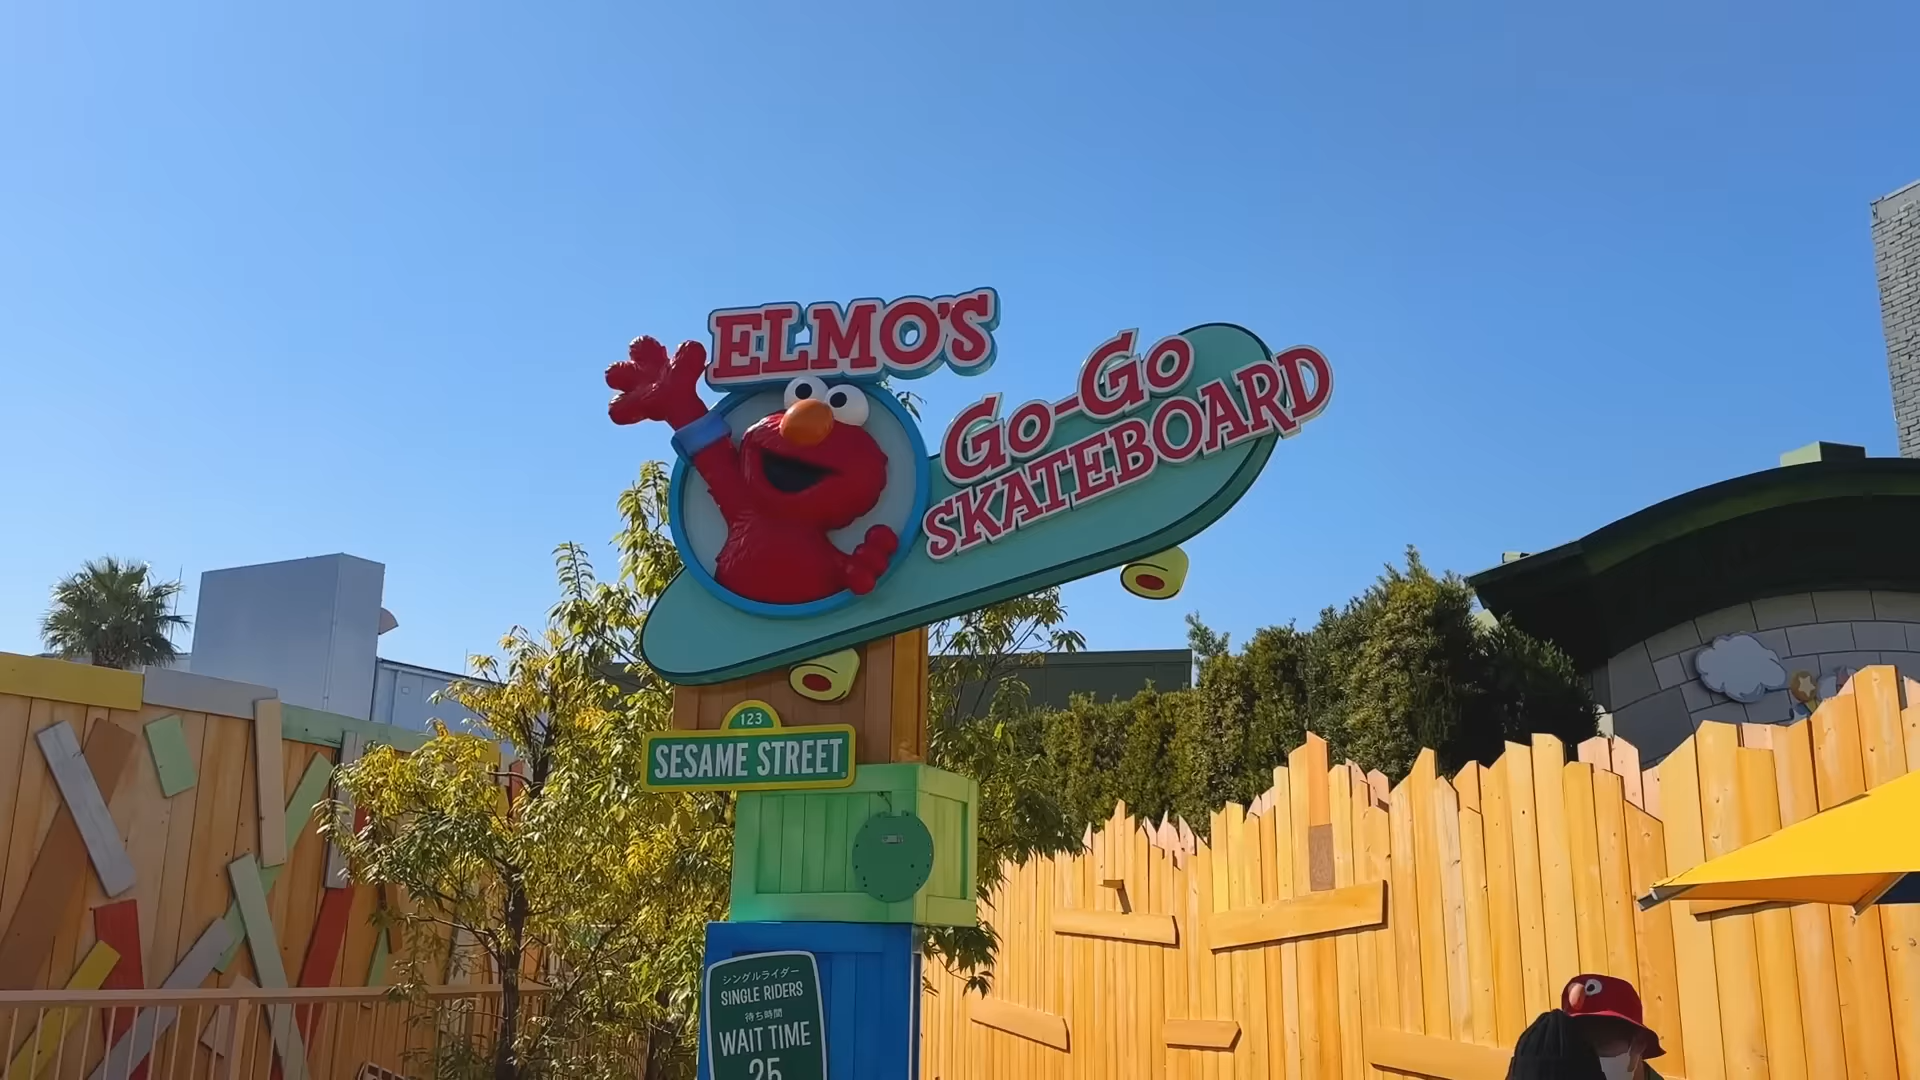 ELMO'S
Go-Go
SKATEBOARD
123
SESAME STREET
シングルライダー
SINGLE RIDERS
待ち時間
WAIT TIME
25